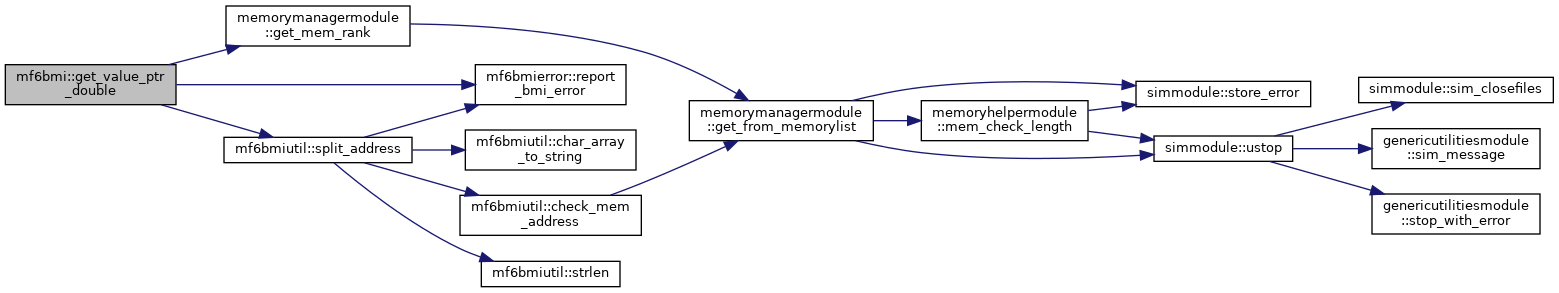 mf6bmi::get_value_ptr
_double
memorymanagermodule
::get_mem_rank
mf6bmierror::report
_bmi_error
mf6bmiutil::split_address
mf6bmiutil::char_array
_to_string
mf6bmiutil::check_mem
_address
mf6bmiutil::strlen
memorymanagermodule
::get_from_memorylist
memoryhelpermodule
::mem_check_length
simmodule::store_error
simmodule::ustop
simmodule::sim_closefiles
genericutilitiesmodule
::sim_message
genericutilitiesmodule
::stop_with_error